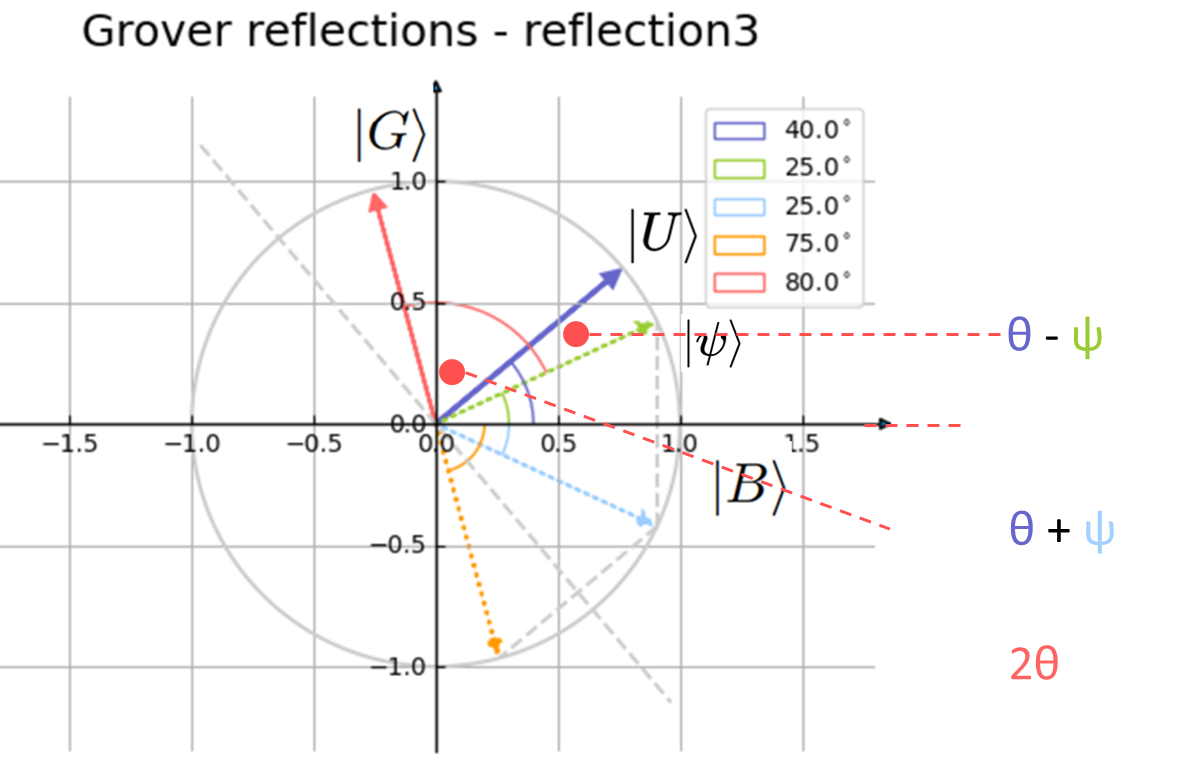 Grover reflections - reflection3
|G⟩
40.0°
25.0°
25.0°
75.0°
80.0°
|U⟩
1.0
0.5
|ψ⟩
θ - ψ
0.0
−1.5
−1.0
−0.5
0.0
0.5
1.0
1.5
|B⟩
θ + ψ
−0.5
2θ
−1.0